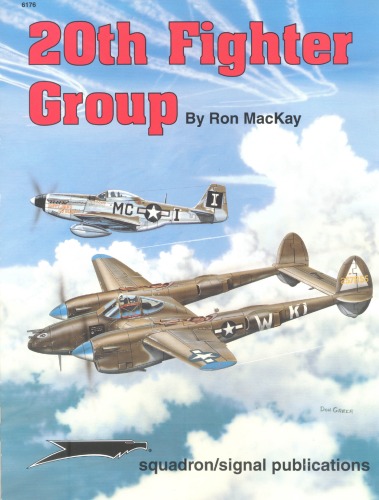 6176
20th Fighter
Group
By Ron MacKay
I
MC
I
W
KI
Don Greer
squadron/signal publications